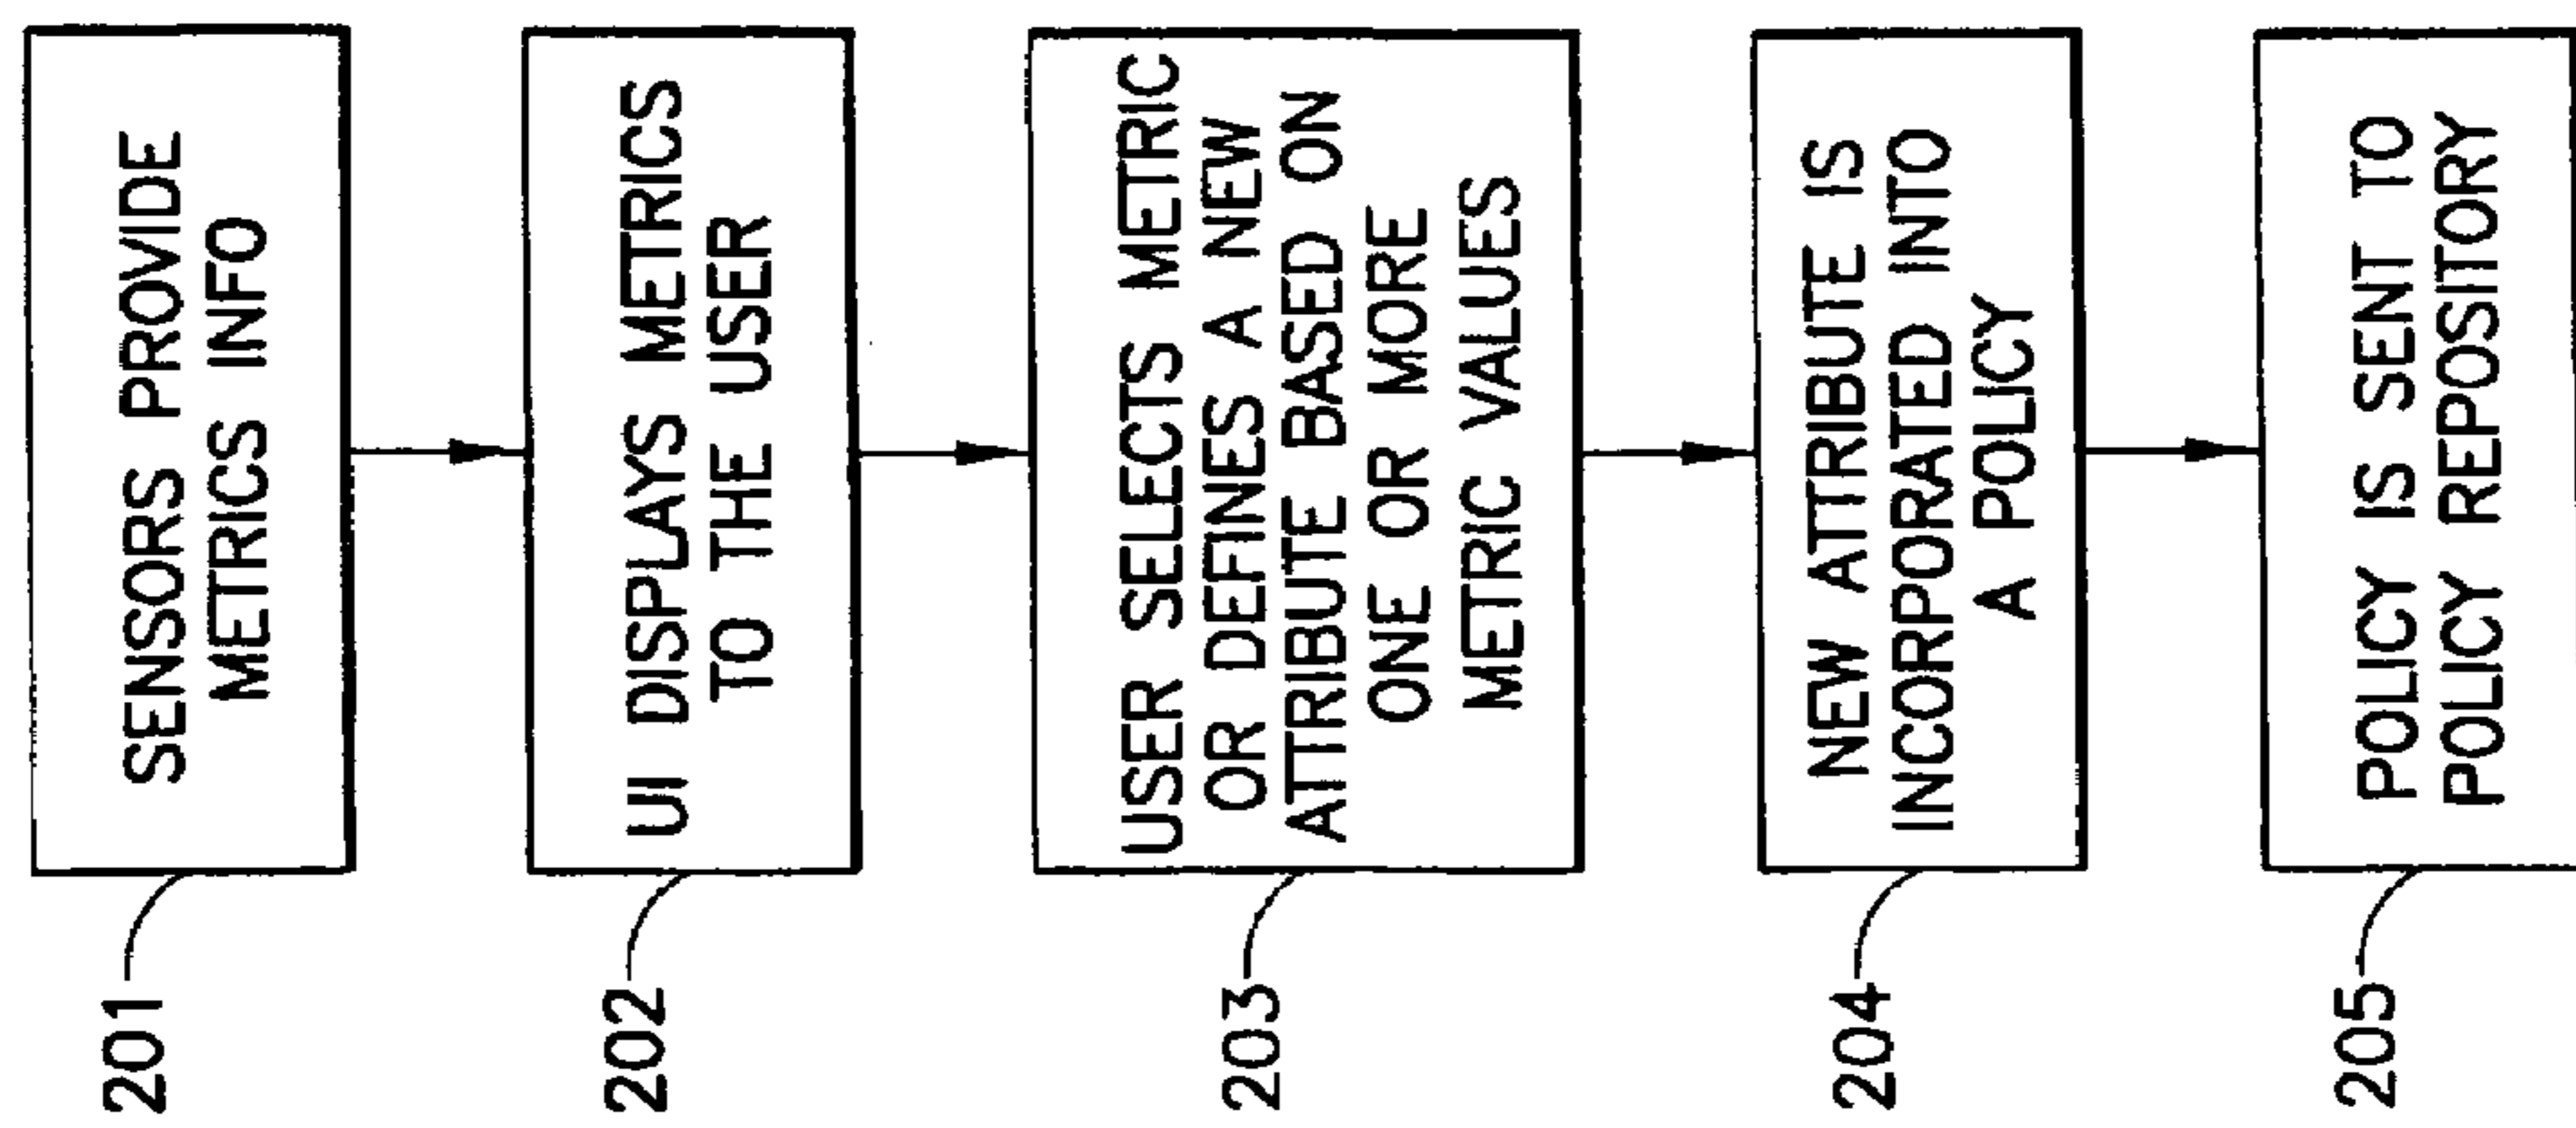 201
SENSORS PROVIDE
METRICS INFO
202
UI DISPLAYS METRICS
TO THE USER
203
USER SELECTS METRIC
OR DEFINES A NEW
ATTRIBUTE BASED ON
ONE OR MORE
METRIC VALUES
204
NEW ATTRIBUTE IS
INCORPORATED INTO
A POLICY
205
POLICY IS SENT TO
POLICY REPOSITORY